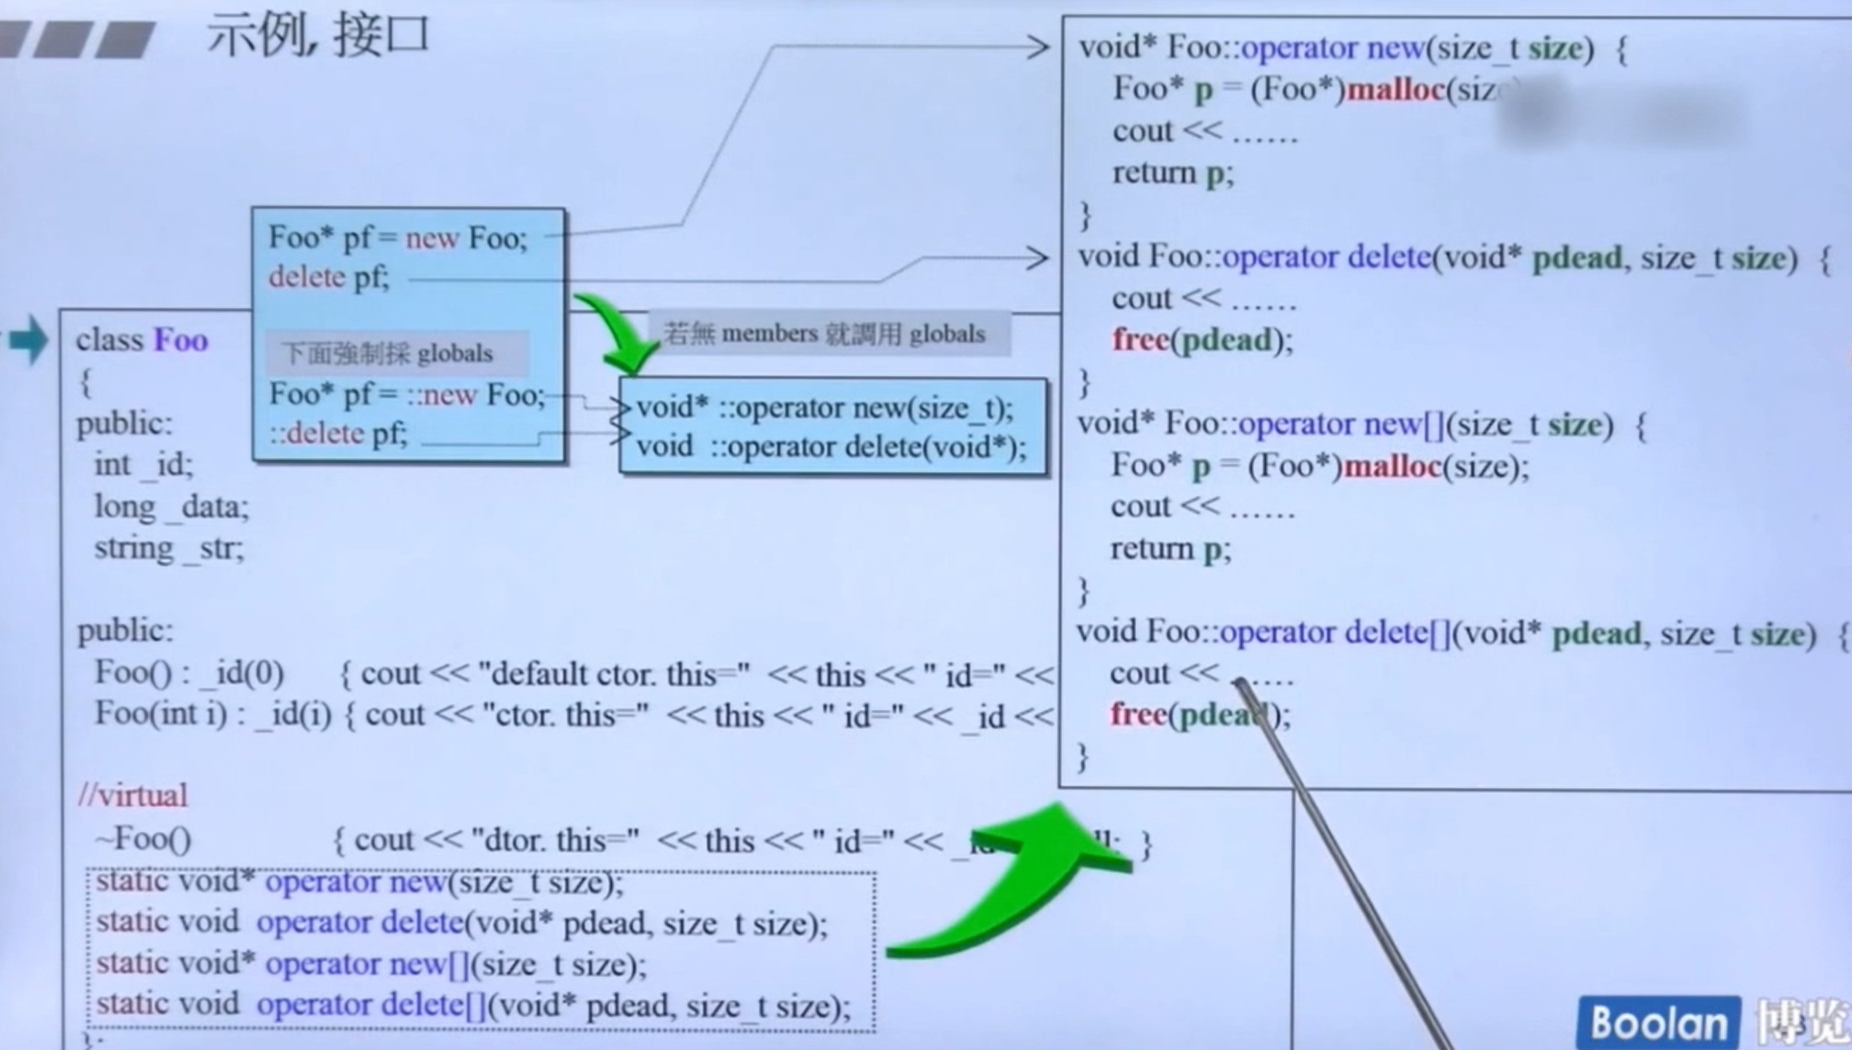 示例, 接口
Foo* pf = new Foo;
delete pf;
下面強制採 globals
Foo* pf = ::new Foo;
::delete pf;
若無 members 就調用 globals
void* ::operator new(size_t);
void ::operator delete(void*);
class Foo
{
public:
int _id;
long _data;
string _str;
public:
Foo() : _id(0) { cout << "default ctor. this=" << this << " id=" <<
Foo(int i) : _id(i) { cout << "ctor. this=" << this << " id=" << _id <<
//virtual
~Foo() { cout << "dtor. this=" << this << " id=" << }
static void* operator new(size_t size);
static void operator delete(void* pdead, size_t size);
static void* operator new[](size_t size);
static void operator delete[](void* pdead, size_t size);
};
void* Foo::operator new(size_t size) {
Foo* p = (Foo*)malloc(size
cout << ......
return p;
}
void Foo::operator delete(void* pdead, size_t size) {
cout << ......
free(pdead);
}
void* Foo::operator new[](size_t size) {
Foo* p = (Foo*)malloc(size);
cout << ......
return p;
}
void Foo::operator delete[](void* pdead, size_t size) {
cout << ......
free(pdead);
}
Boolan 博览